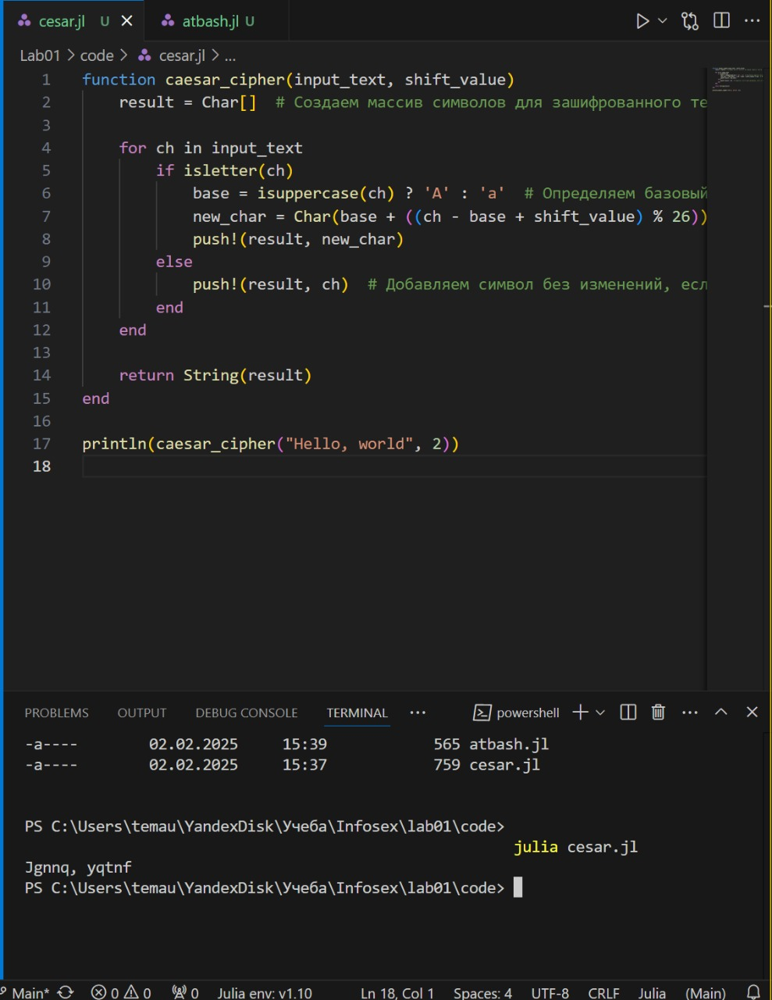 cesar.jl U
atbash.jl U
Lab01 > code > cesar.jl > ...
1 function caesar_cipher(input_text, shift_value)
2 result = Char[] # Создаем массив символов для зашифрованного те
3
4 for ch in input_text
5 if isletter(ch)
6 base = isuppercase(ch) ? 'A' : 'a' # Определяем базовый
7 new_char = Char(base + ((ch - base + shift_value) % 26))
8 push!(result, new_char)
9 else
10 push!(result, ch) # Добавляем символ без изменений, есл
11 end
12 end
13
14 return String(result)
15 end
16
17 println(caesar_cipher("Hello, world", 2))
18
PROBLEMS OUTPUT DEBUG CONSOLE TERMINAL ... powershell
-a---- 02.02.2025 15:39 565 atbash.jl
-a---- 02.02.2025 15:37 759 cesar.jl
PS C:\Users\temau\YandexDisk\Учеба\Infosex\lab01\code>
julia cesar.jl
Jgnnq, yqtnf
PS C:\Users\temau\YandexDisk\Учеба\Infosex\lab01\code>
Main* 0 0 0 Julia env: v1.10 Ln 18, Col 1 Spaces: 4 UTF-8 CRLF Julia (Main)